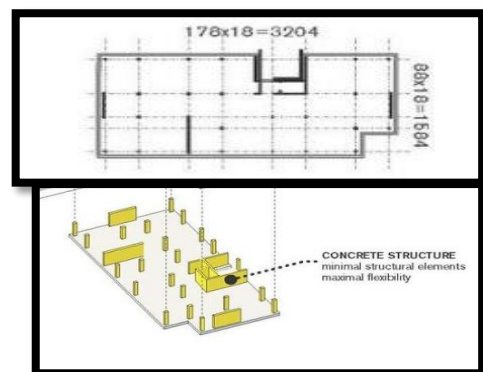 178x18=3204
88x18=1584
CONCRETE STRUCTURE
minimal structural elements
maximal flexibility